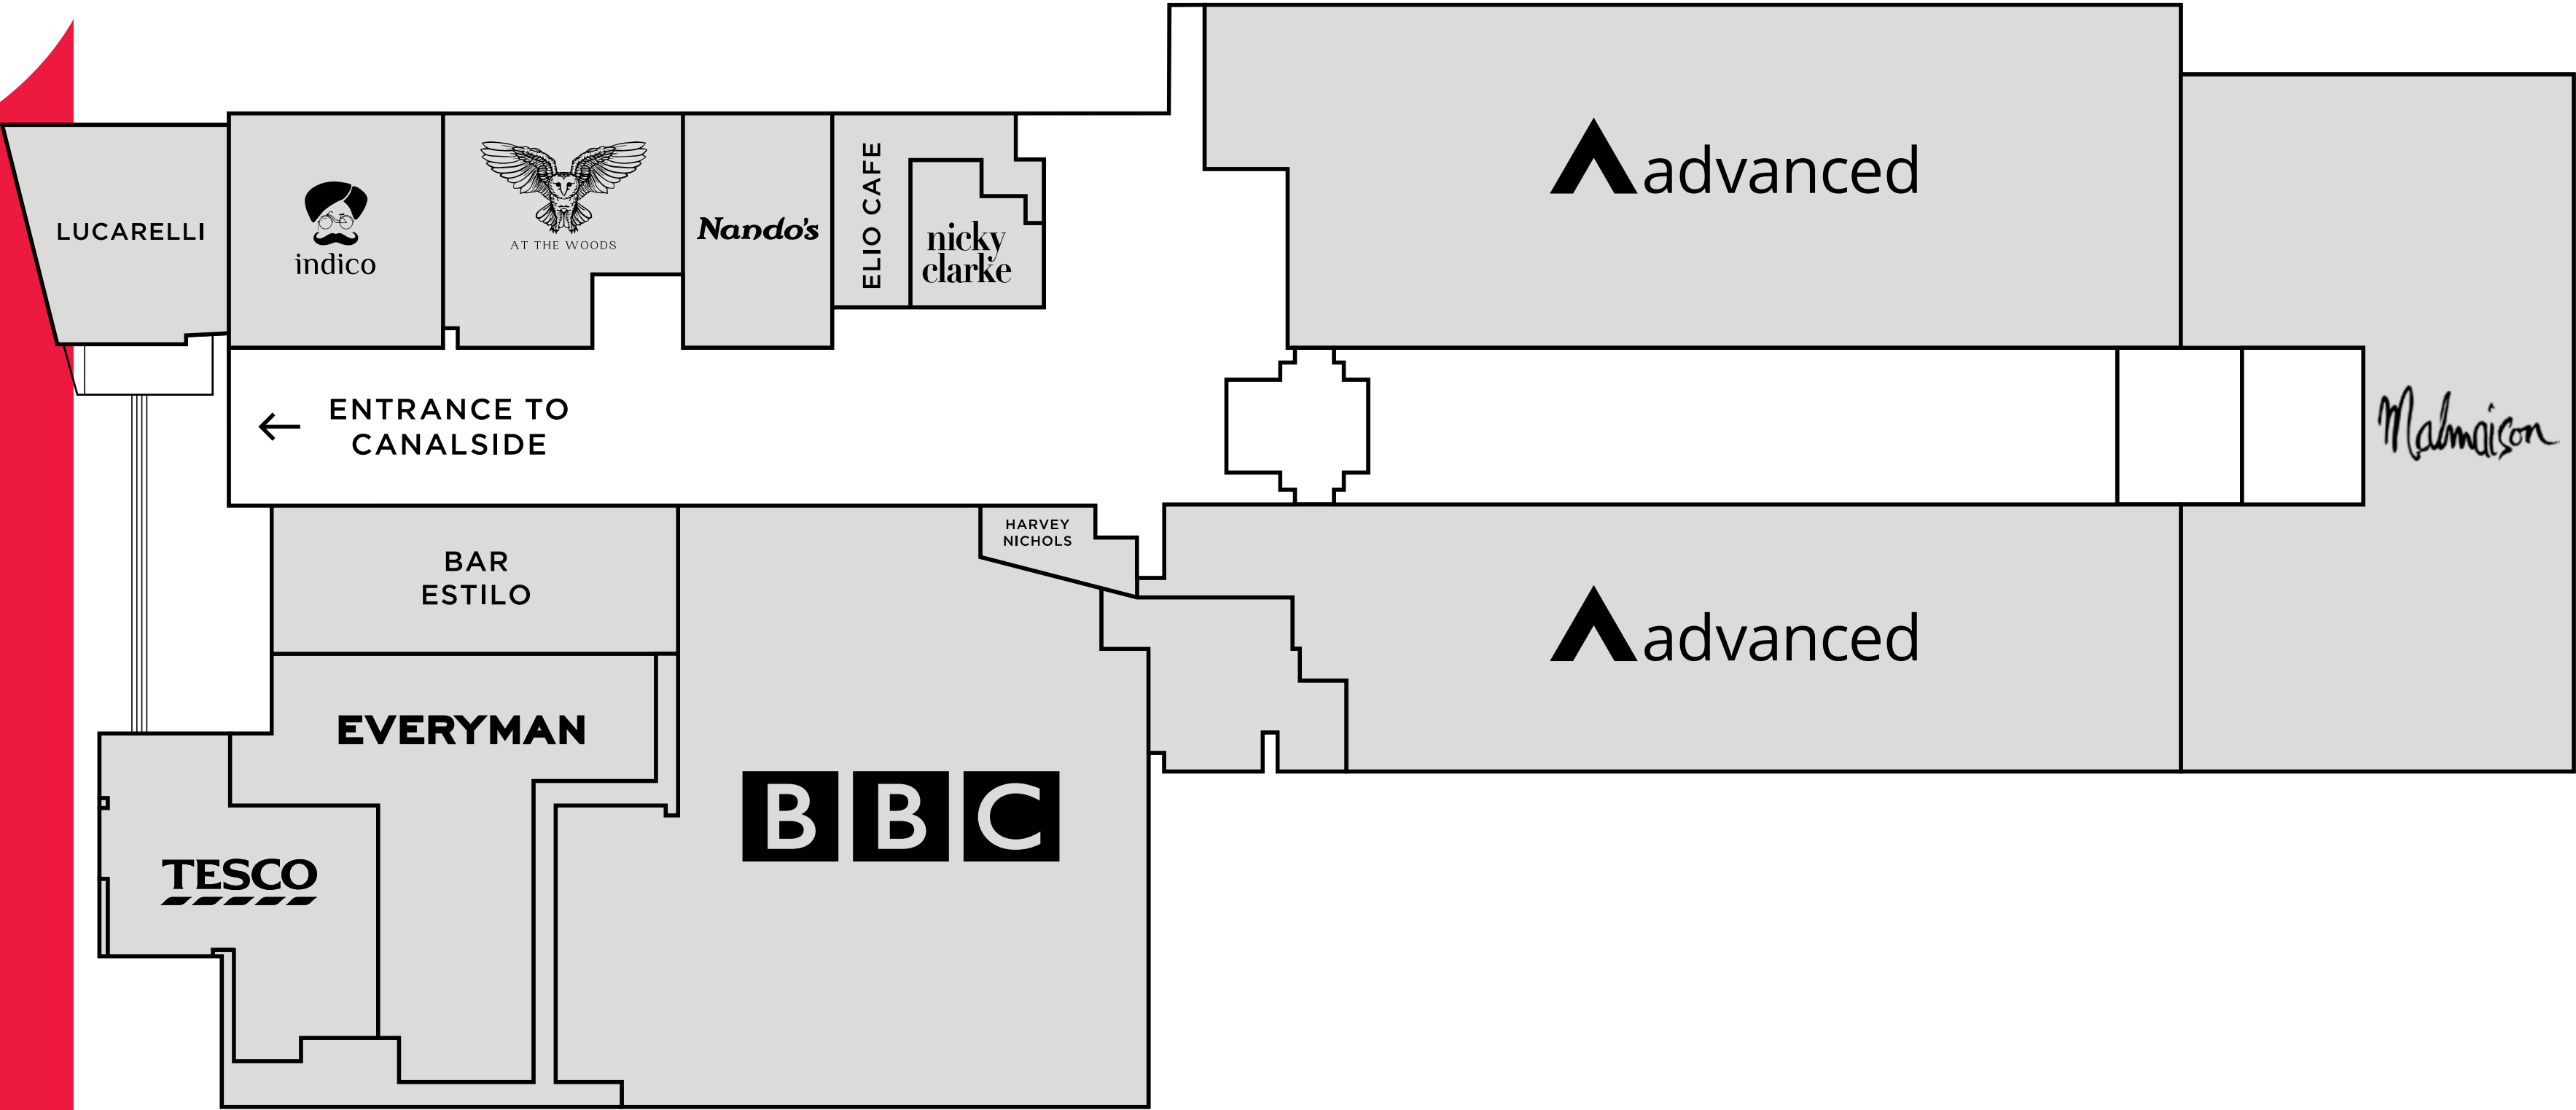 LUCARELLI
indico
AT THE WOODS
Nando's
ELIO CAFE
nicky
clarke
advanced
ENTRANCE TO
CANALSIDE
Malmaison
BAR
ESTILO
HARVEY
NICHOLS
advanced
EVERYMAN
BBC
TESCO